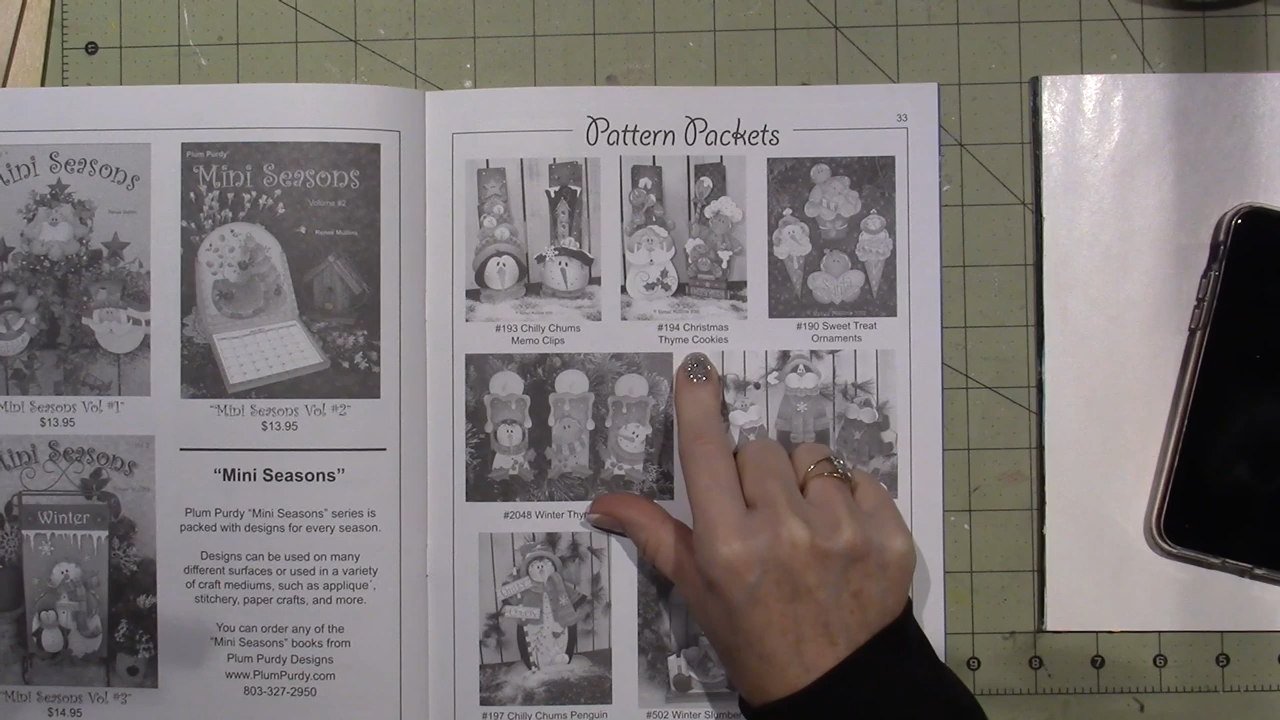 Mini Seasons
Mini Seasons Vol. #1"
$13.95
Plum Purdy
Mini Seasons
Volume #2
"Mini Seasons Vol. #2"
$13.95
Mini Seasons
Winter
"Mini Seasons Vol. #3"
$14.95
"Mini Seasons"
Plum Purdy "Mini Seasons" series is
packed with designs for every season.
Designs can be used on many
different surfaces or used in a variety
of craft mediums, such as applique´,
stitchery, paper crafts, and more.
You can order any of the
"Mini Seasons" books from
Plum Purdy Designs
www.PlumPurdy.com
803-327-2950
33
Pattern Packets
#193 Chilly Chums
Memo Clips
#194 Christmas
Thyme Cookies
#190 Sweet Treat
Ornaments
#2048 Winter
#197 Chilly Chums Penguin
#502 Winter Slumber
9 8 7 6 5